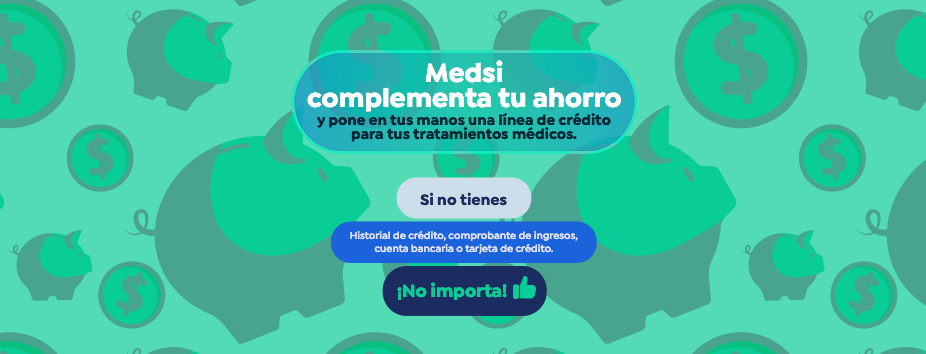 Medsi
complementa tu ahorro
y pone en tus manos una línea de crédito
para tus tratamientos médicos.
Si no tienes
Historial de crédito, comprobante de ingresos,
cuenta bancaria o tarjeta de crédito.
¡No importa!